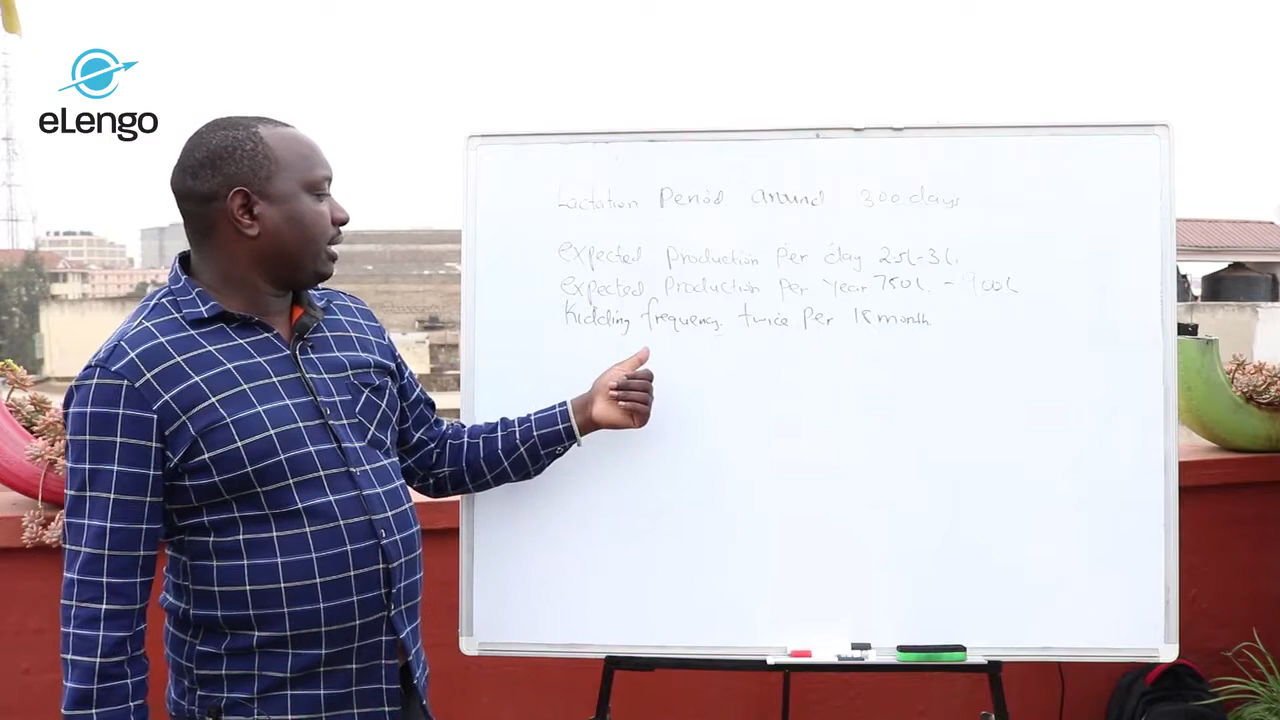 eLengo
Lactation Period around 300 days
expected Production Per day 2.5L-3L.
expected Production Per Year 750L. - 900L
Kidding frequency. twice Per 18 month